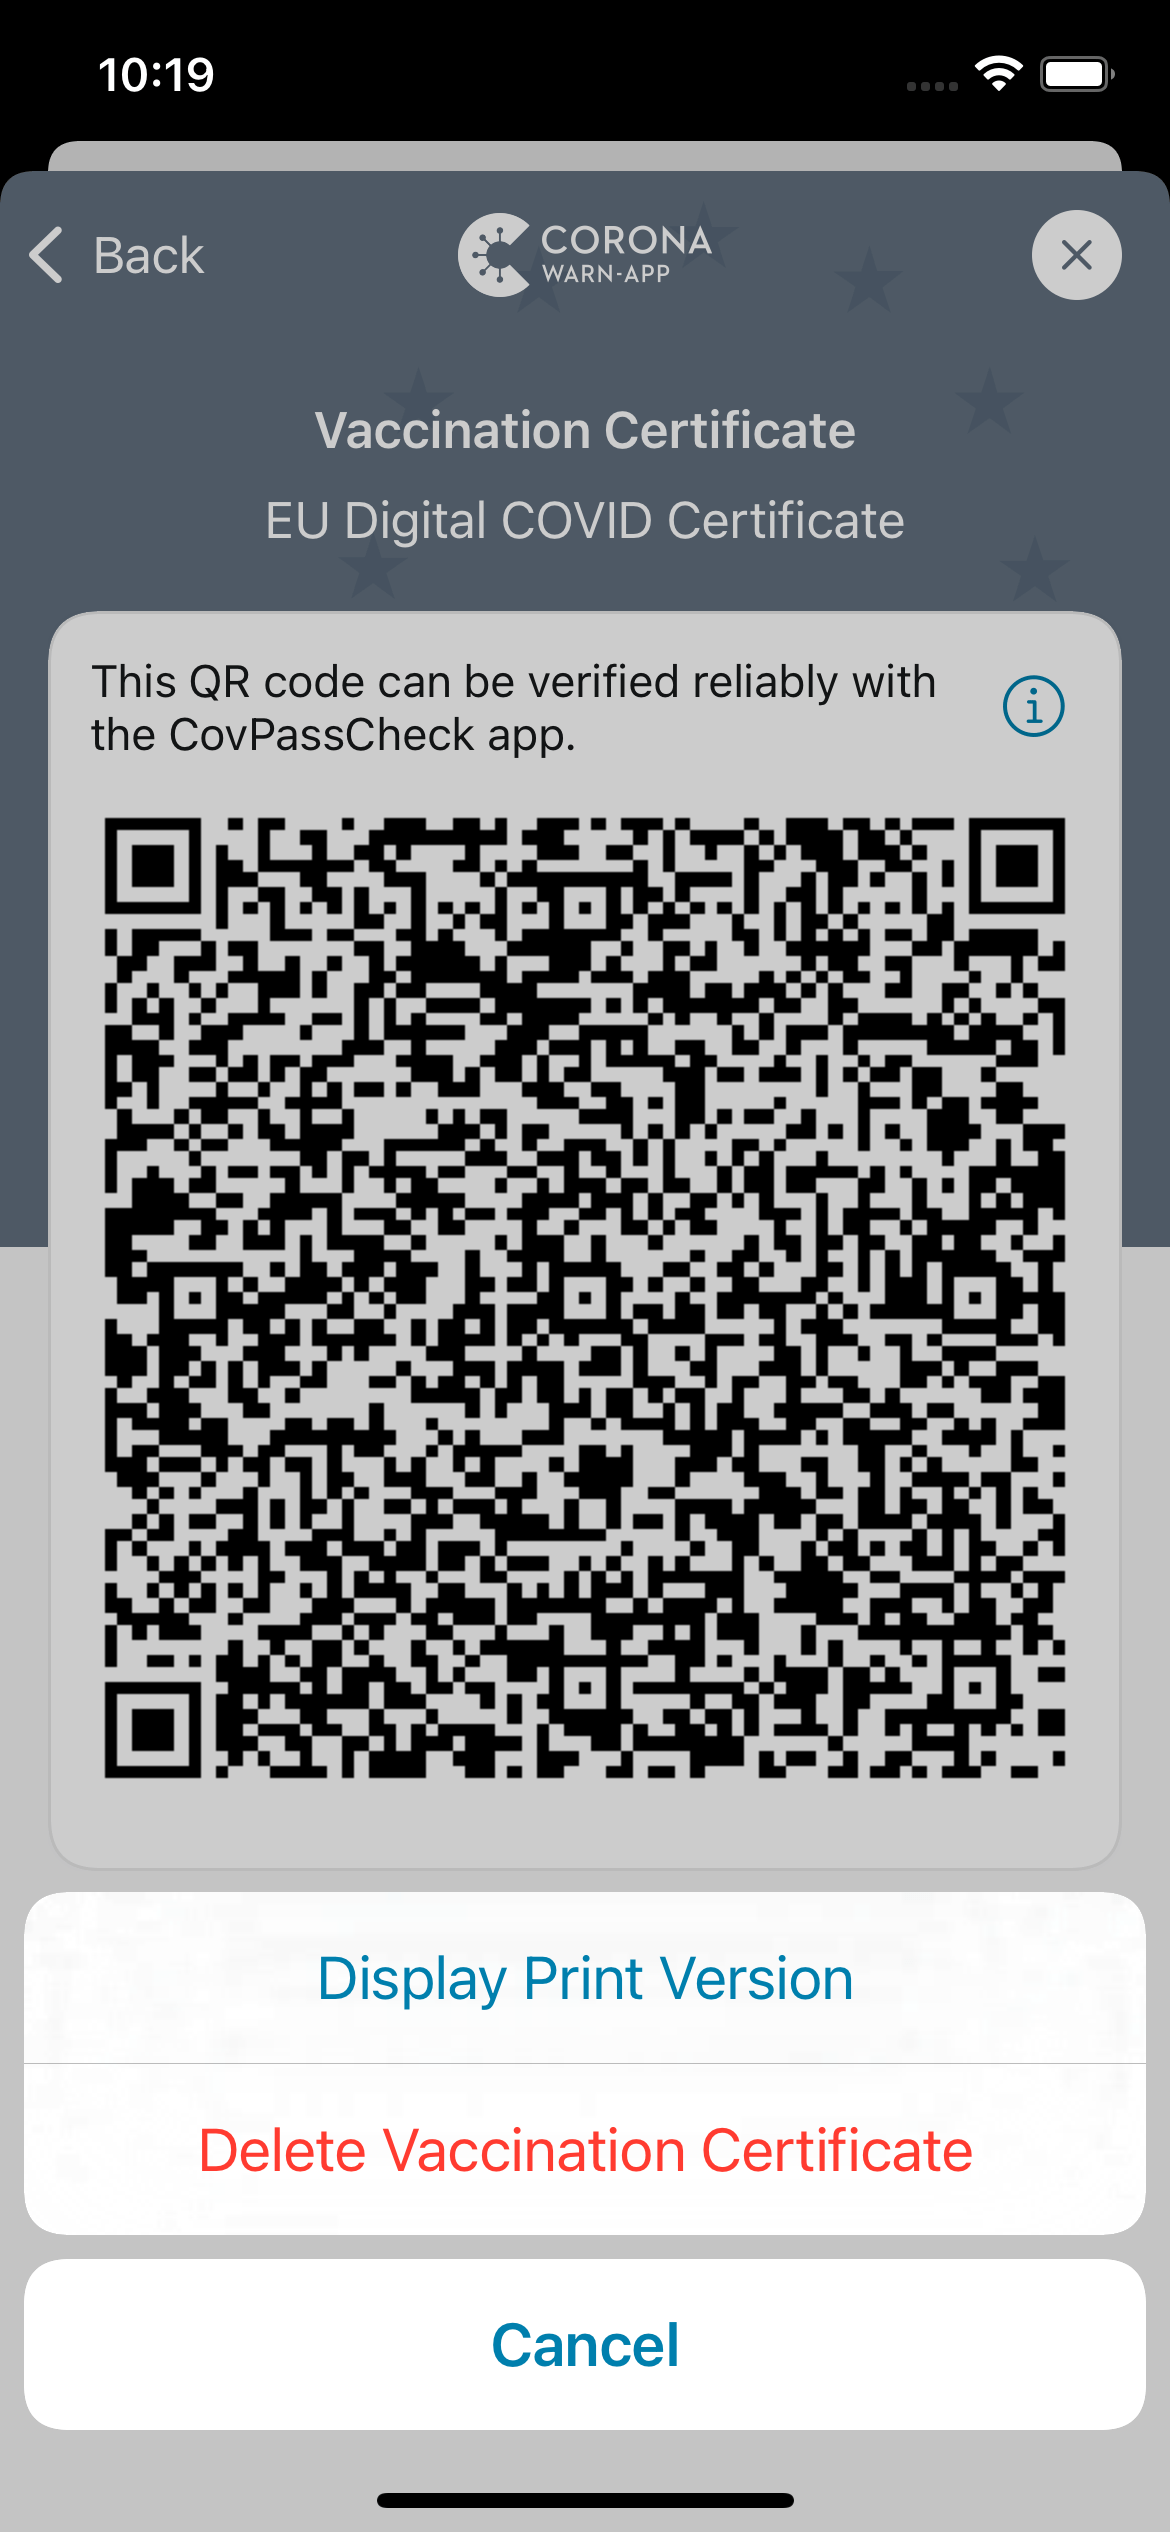 10:19
Back
CORONA
WARN-APP
Vaccination Certificate
EU Digital COVID Certificate
This QR code can be verified reliably with
the CovPassCheck app.
Display Print Version
Delete Vaccination Certificate
Cancel